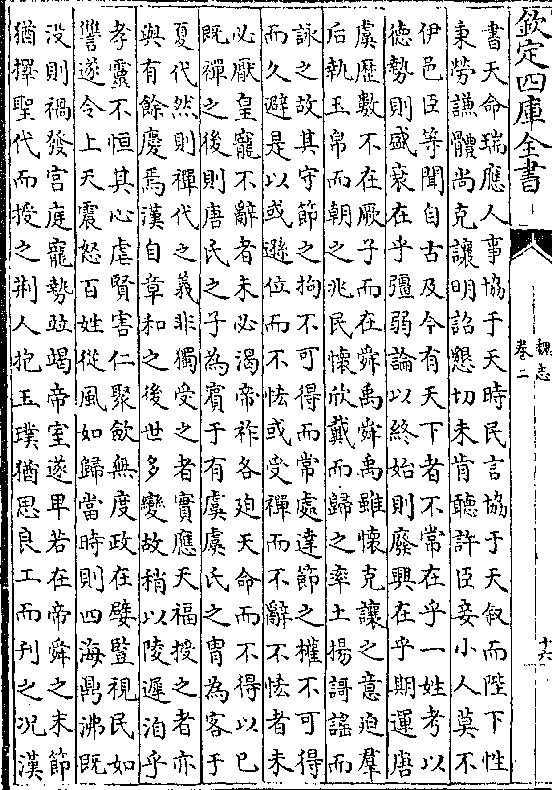 欽定四庫全書
魏志
卷二
十六
書天命瑞應人事協于天時民言協于天叙而陛下性
秉勞謙體尚克讓明詔懇切未肯聽許臣妾小人莫不
伊邑臣等聞自古及今有天下者不常在乎一姓考以
德勢則盛衰在乎彊弱論以終始則廢興在乎期運唐
虞歷數不在厥子而在舜禹舜禹雖懷克讓之意迫羣
后執玉帛而朝之兆民懷欣戴而歸之率土揚謌謠而
詠之故其守節之拘不可得而常處達節之權不可得
而久避是以或遜位而不恡或受禪而不辭不恡者未
必厭皇寵不辭者未必渴帝祚各廹天命而不得以已
既禪之後則唐氏之子為賓于有虞虞氏之胄為客于
夏代然則禪代之義非獨受之者實應天福授之者亦
與有餘慶焉漢自章和之後世多變故稍以陵遲洎乎
孝靈不恒其心虐賢害仁聚歛無度政在嬖豎視民如
讐遂令上天震怒百姓從風如歸當時則四海鼎沸既
沒則禍發宫庭寵勢竝竭帝室遂卑若在帝舜之末節
猶擇聖代而授之荆人抱玉璞猶思良工而刋之况漢